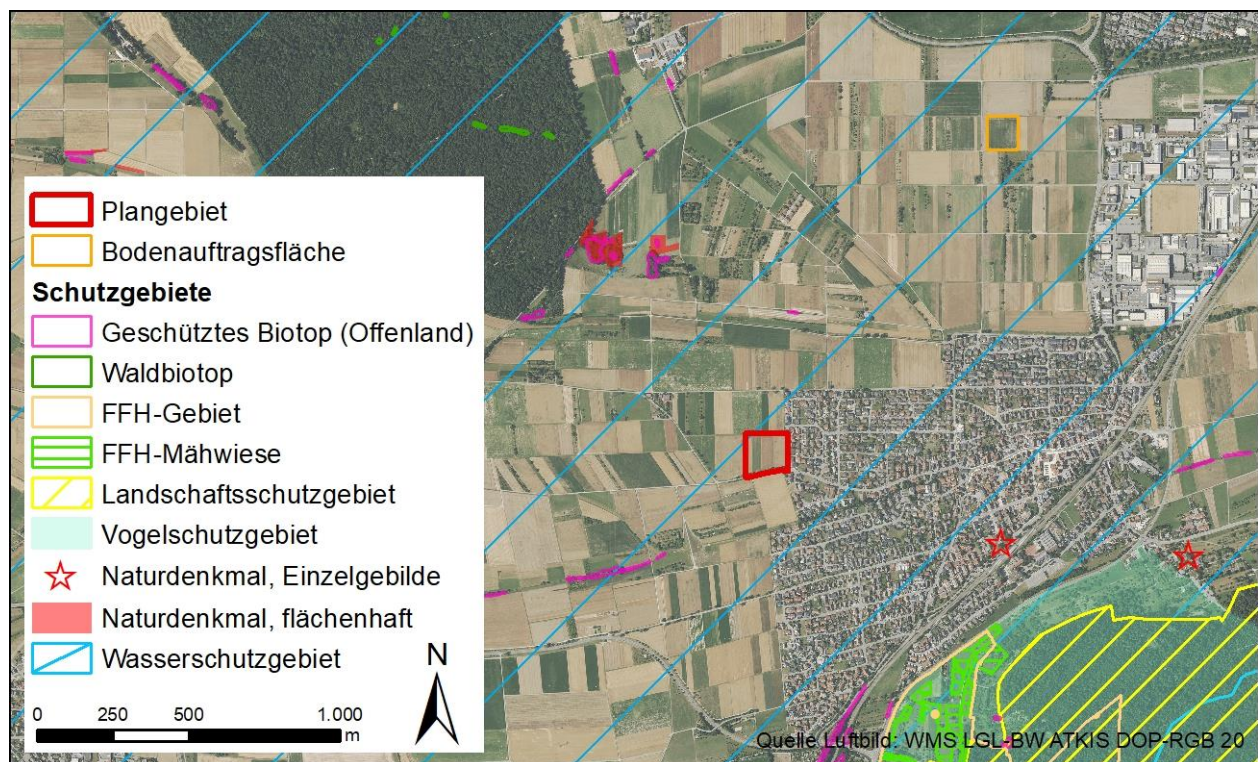 Plangebiet
Bodenauftragsfläche
Schutzgebiete
Geschütztes Biotop (Offenland)
Waldbiotop
FFH-Gebiet
FFH-Mähwiese
Landschaftsschutzgebiet
Vogelschutzgebiet
Naturdenkmal, Einzelgebilde
Naturdenkmal, flächenhaft
Wasserschutzgebiet
N
0 250 500 1.000
m
Quelle Luftbild: WMS LGL-BW ATKIS DOP-RGB 20